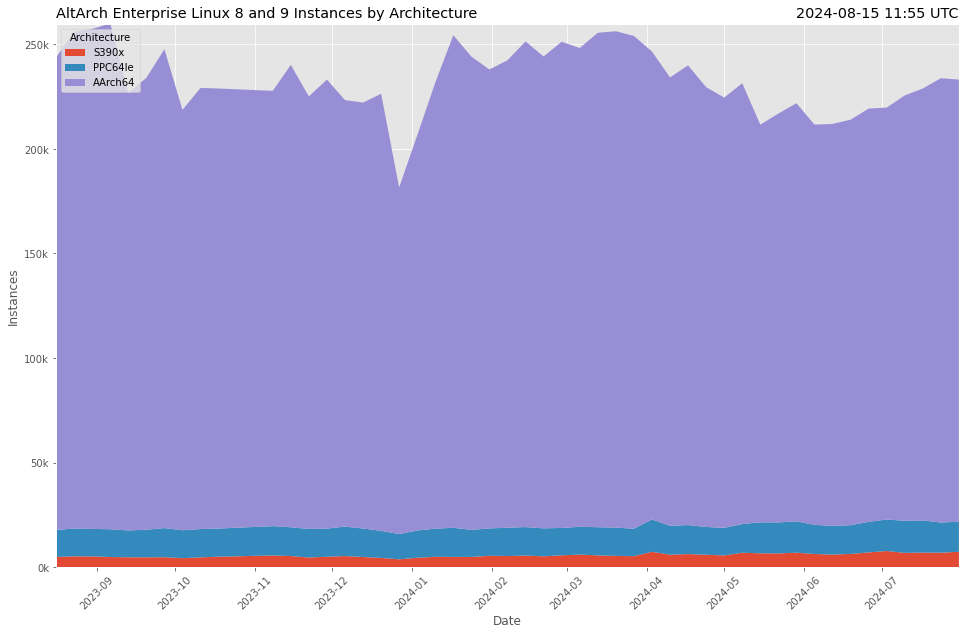 AltArch Enterprise Linux 8 and 9 Instances by Architecture
2024-08-15 11:55 UTC
Architecture
S390x
PPC64le
AArch64
250k
200k
150k
100k
50k
0k
Instances
2023-09
2023-10
2023-11
2023-12
2024-01
2024-02
2024-03
2024-04
2024-05
2024-06
2024-07
Date